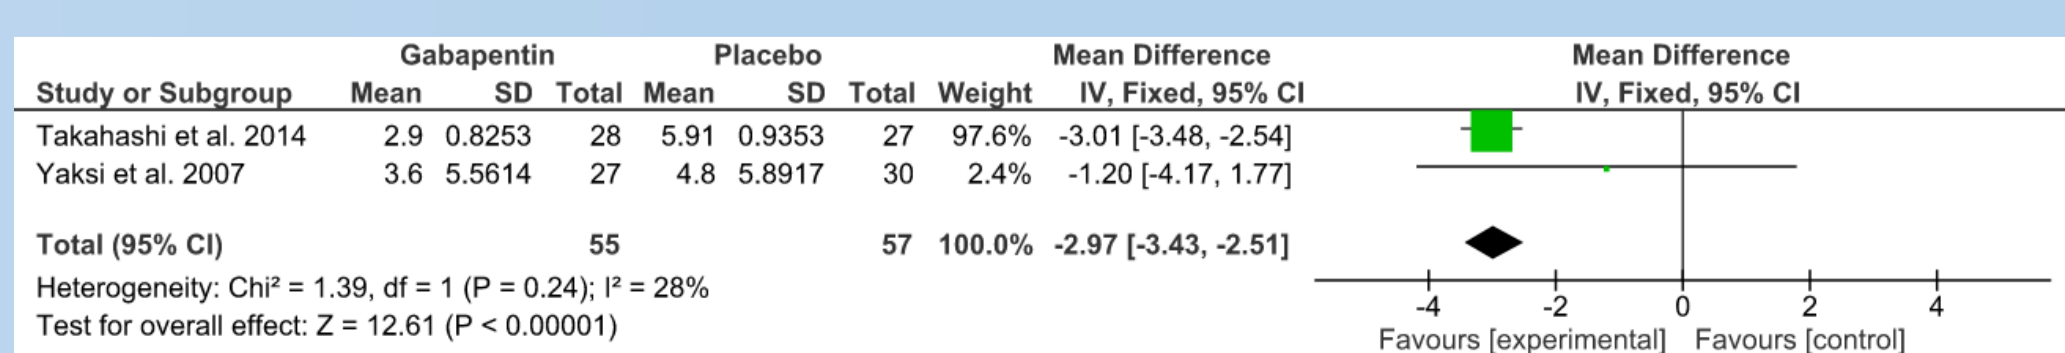 Gabapentin Placebo Mean Difference Mean Difference
Study or Subgroup Mean SD Total Mean SD Total Weight IV, Fixed, 95% CI IV, Fixed, 95% CI
Takahashi et al. 2014 2.9 0.8253 28 5.91 0.9353 27 97.6% -3.01 [-3.48, -2.54]
Yaksi et al. 2007 3.6 5.5614 27 4.8 5.8917 30 2.4% -1.20 [-4.17, 1.77]
Total (95% CI) 55 57 100.0% -2.97 [-3.43, -2.51]
Heterogeneity: Chi² = 1.39, df = 1 (P = 0.24); I² = 28%
Test for overall effect: Z = 12.61 (P < 0.00001)
-4 -2 0 2 4
Favours [experimental] Favours [control]